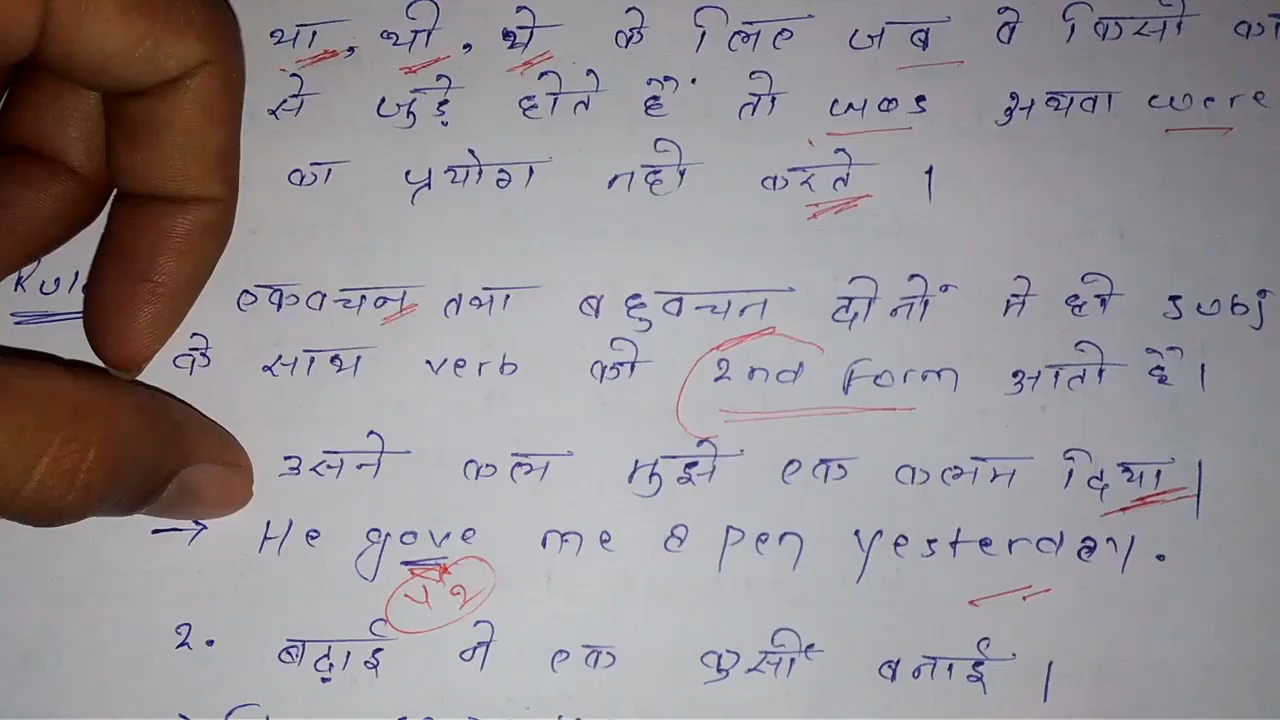 था, थी, थे के लिए जब वे किसी का
से जुड़े होते हैं तो was अथवा were
का प्रयोग नही करते ।
Rule
एकवचन तथा बहुवचन दोनों मे ही subj
के साथ verb की 2nd Form आती है।
उसने कल मुझे एक कलम दिया।
→ He gave me a pen yesterday.
V2
2. बढ़ाई ने एक कुर्सी बनाई ।